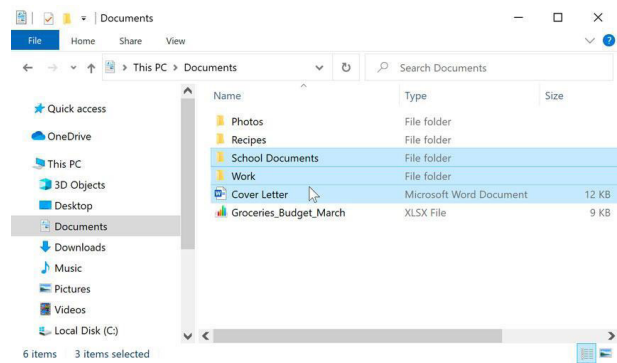 Documents
File Home Share View
This PC Documents Search Documents
Name Type Size
Quick access
OneDrive
This PC
3D Objects
Desktop
Documents
Downloads
Music
Pictures
Videos
Local Disk (C:)
Photos File folder
Recipes File folder
School Documents File folder
Work File folder
Cover Letter Microsoft Word Document 12 KB
Groceries_Budget_March XLSX File 9 KB
6 items 3 items selected